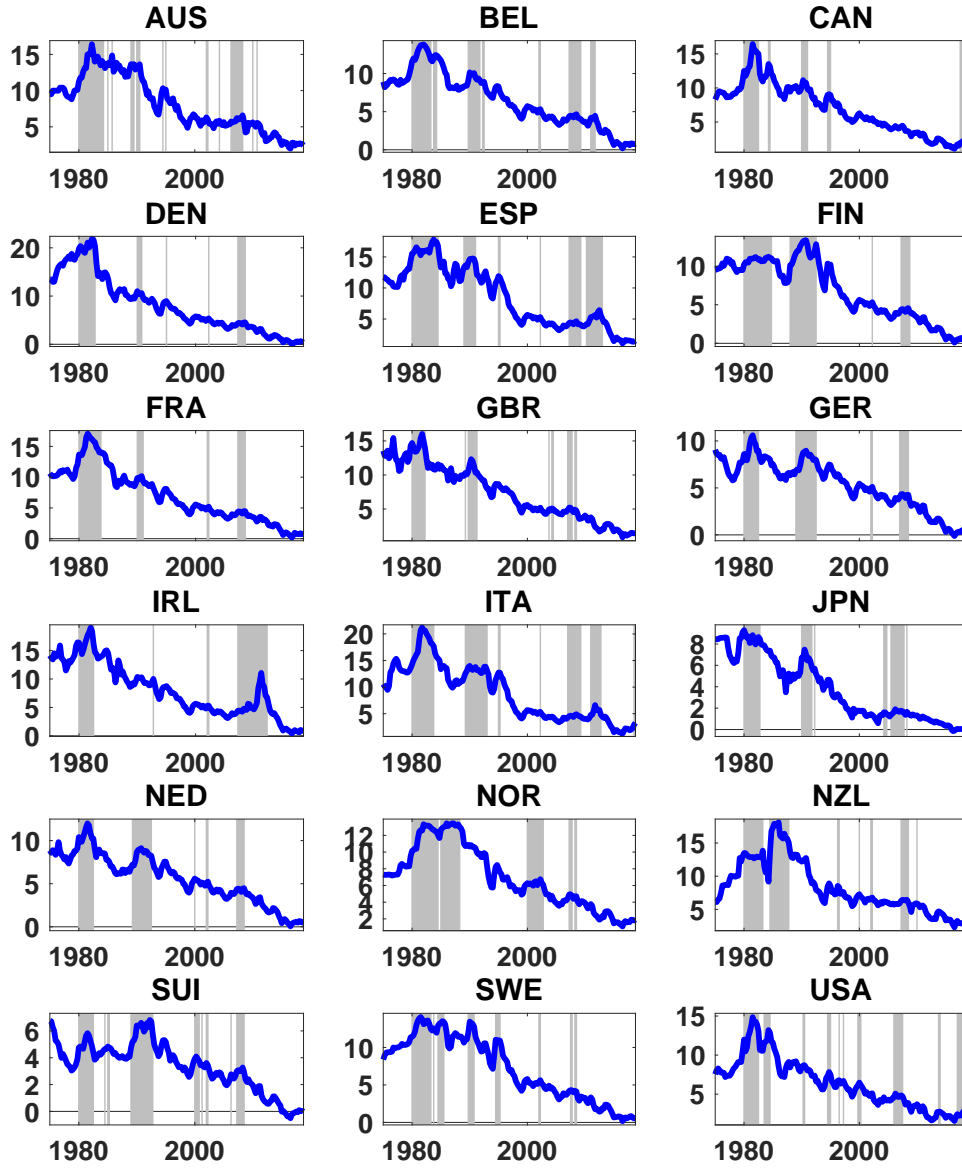 AUS BEL CAN
15 10 5
10 5 0
15 10 5
1980 2000 1980 2000 1980 2000
DEN ESP FIN
20 10 0
15 10 5
10 5 0
1980 2000 1980 2000 1980 2000
FRA GBR GER
15 10 5 0
15 10 5
10 5 0
1980 2000 1980 2000 1980 2000
IRL ITA JPN
15 10 5 0
20 15 10 5
8 6 4 2 0
1980 2000 1980 2000 1980 2000
NED NOR NZL
10 5 0
12 10 8 6 4 2
15 10 5
1980 2000 1980 2000 1980 2000
SUI SWE USA
6 4 2 0
10 5 0
15 10 5
1980 2000 1980 2000 1980 2000